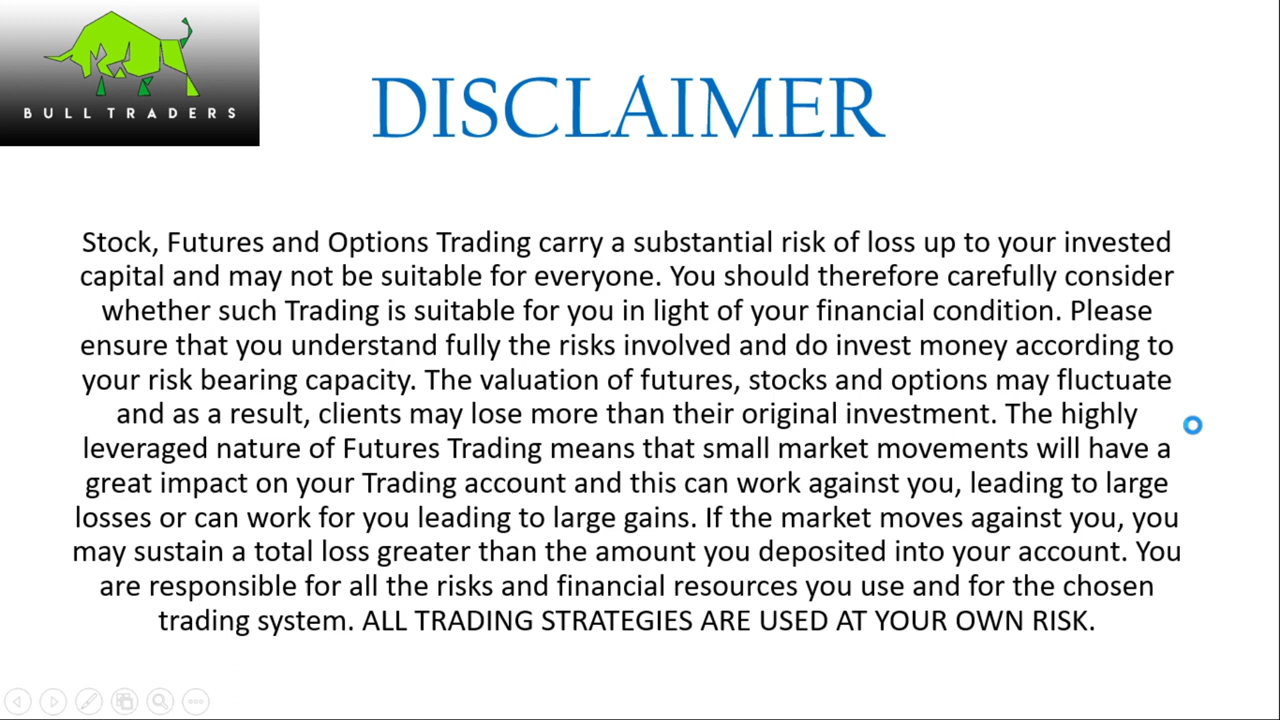 BULL TRADERS
DISCLAIMER
Stock, Futures and Options Trading carry a substantial risk of loss up to your invested
capital and may not be suitable for everyone. You should therefore carefully consider
whether such Trading is suitable for you in light of your financial condition. Please
ensure that you understand fully the risks involved and do invest money according to
your risk bearing capacity. The valuation of futures, stocks and options may fluctuate
and as a result, clients may lose more than their original investment. The highly
leveraged nature of Futures Trading means that small market movements will have a
great impact on your Trading account and this can work against you, leading to large
losses or can work for you leading to large gains. If the market moves against you, you
may sustain a total loss greater than the amount you deposited into your account. You
are responsible for all the risks and financial resources you use and for the chosen
trading system. ALL TRADING STRATEGIES ARE USED AT YOUR OWN RISK.